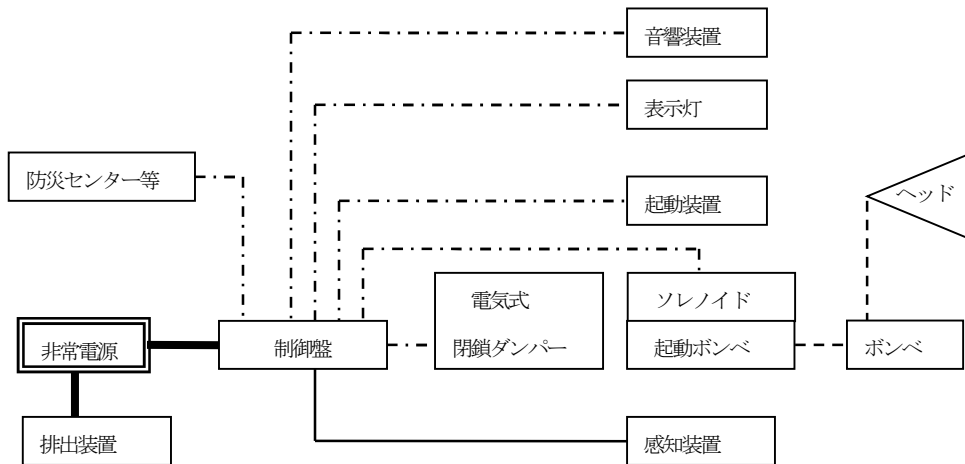 音響装置
表示灯
防災センター等
起動装置
ヘッド
電気式
閉鎖ダンパー
ソレノイド
起動ボンベ
非常電源
制御盤
ボンベ
排出装置
感知装置